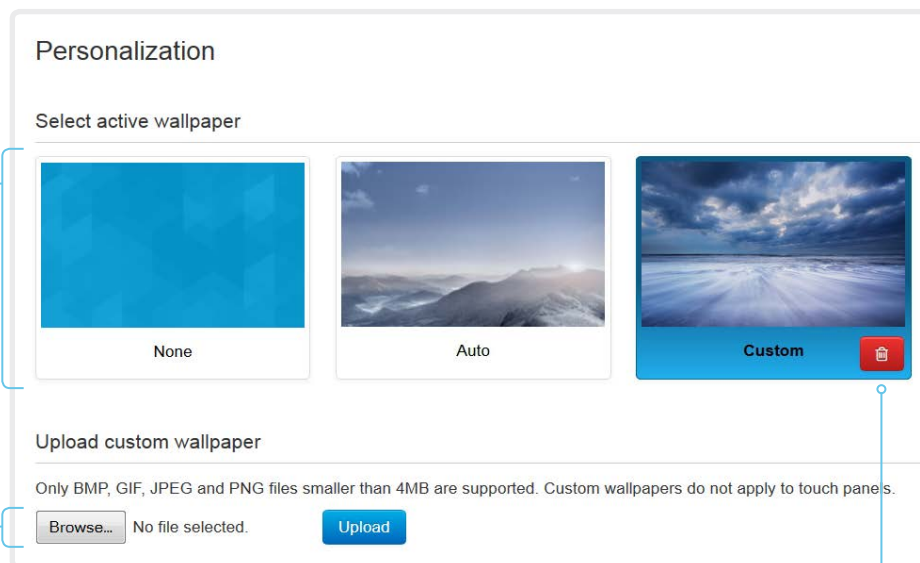 Personalization
Select active wallpaper
None
Auto
Custom
Upload custom wallpaper
Only BMP, GIF, JPEG and PNG files smaller than 4MB are supported. Custom wallpapers do not apply to touch panels.
Browse... No file selected. Upload